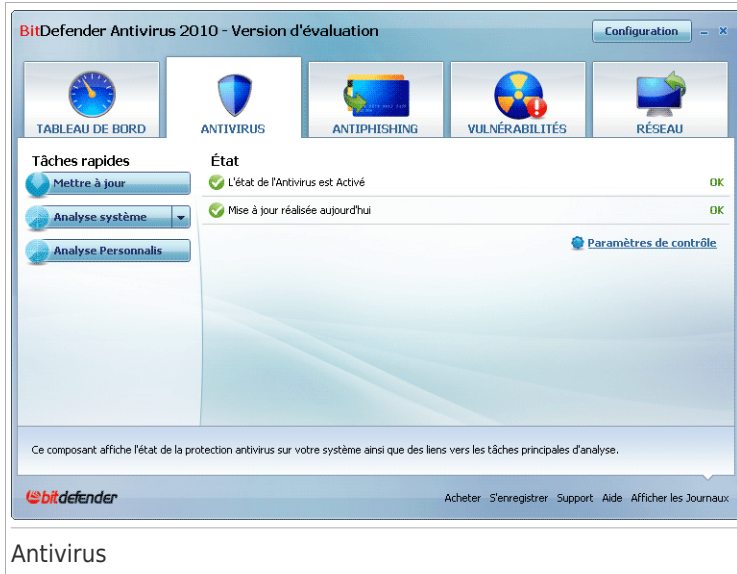 BitDefender Antivirus 2010 - Version d'évaluation
Configuration
TABLEAU DE BORD
ANTIVIRUS
ANTIPHISHING
VULNÉRABILITÉS
RÉSEAU
Tâches rapides
Mettre à jour
Analyse système
Analyse Personnalis
État
L'état de l'Antivirus est Activé OK
Mise à jour réalisée aujourd'hui OK
Paramètres de contrôle
Ce composant affiche l'état de la protection antivirus sur votre système ainsi que des liens vers les tâches principales d'analyse.
bitdefender
Acheter S'enregistrer Support Aide Afficher les Journaux
Antivirus